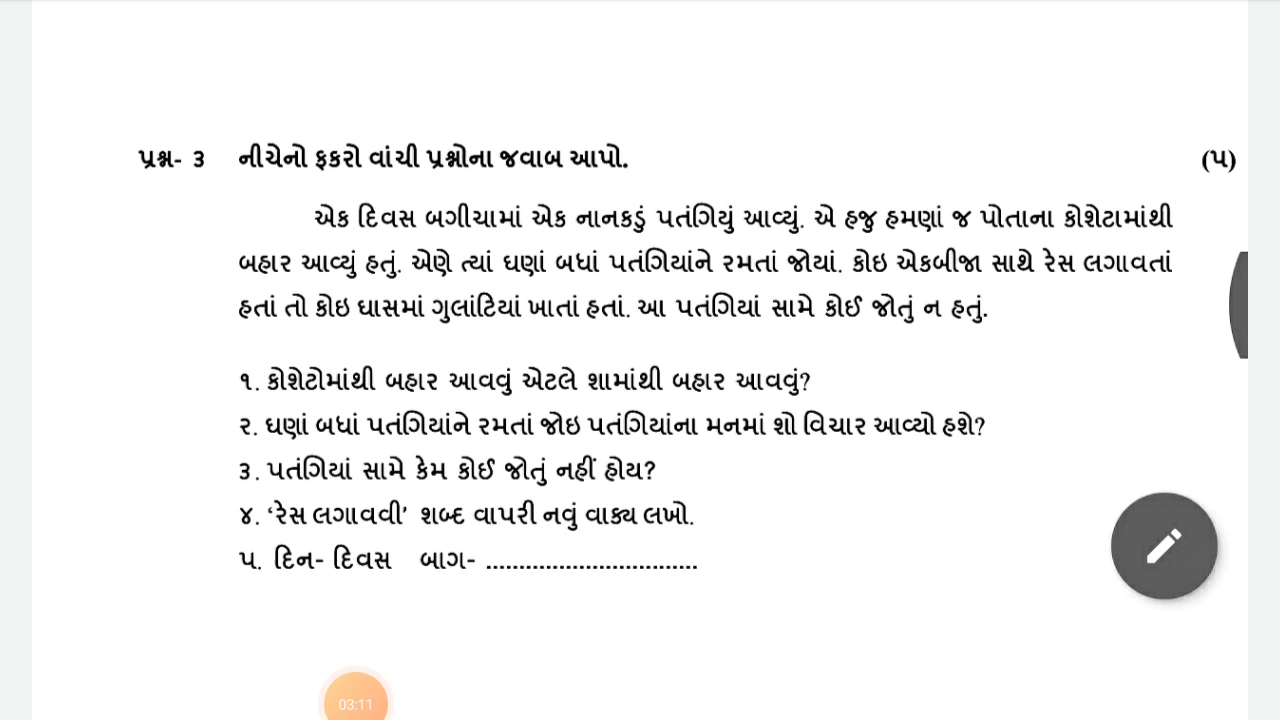 પ્રશ્ન- 3 નીચેનો ફકરો વાંચી પ્રશ્નોના જવાબ આપો. (૫)
એક દિવસ બગીચામાં એક નાનકડું પતંગિયું આવ્યું. એ હજુ હમણાં જ પોતાના કોશેટામાંથી
બહાર આવ્યું હતું. એણે ત્યાં ઘણાં બધાં પતંગિયાંને રમતાં જોયાં. કોઇ એકબીજા સાથે રેસ લગાવતાં
હતાં તો કોઇ ઘાસમાં ગુલાંટિયાં ખાતાં હતાં. આ પતંગિયાં સામે કોઈ જોતું ન હતું.
૧. કોશેટોમાંથી બહાર આવવું એટલે શામાંથી બહાર આવવું?
૨. ઘણાં બધાં પતંગિયાંને રમતાં જોઇ પતંગિયાંના મનમાં શો વિચાર આવ્યો હશે?
૩. પતંગિયાં સામે કેમ કોઈ જોતું નહીં હોય?
૪. ‘રેસ લગાવવી’ શબ્દ વાપરી નવું વાક્ય લખો.
૫. દિન- દિવસ બાગ- ................................
03:11